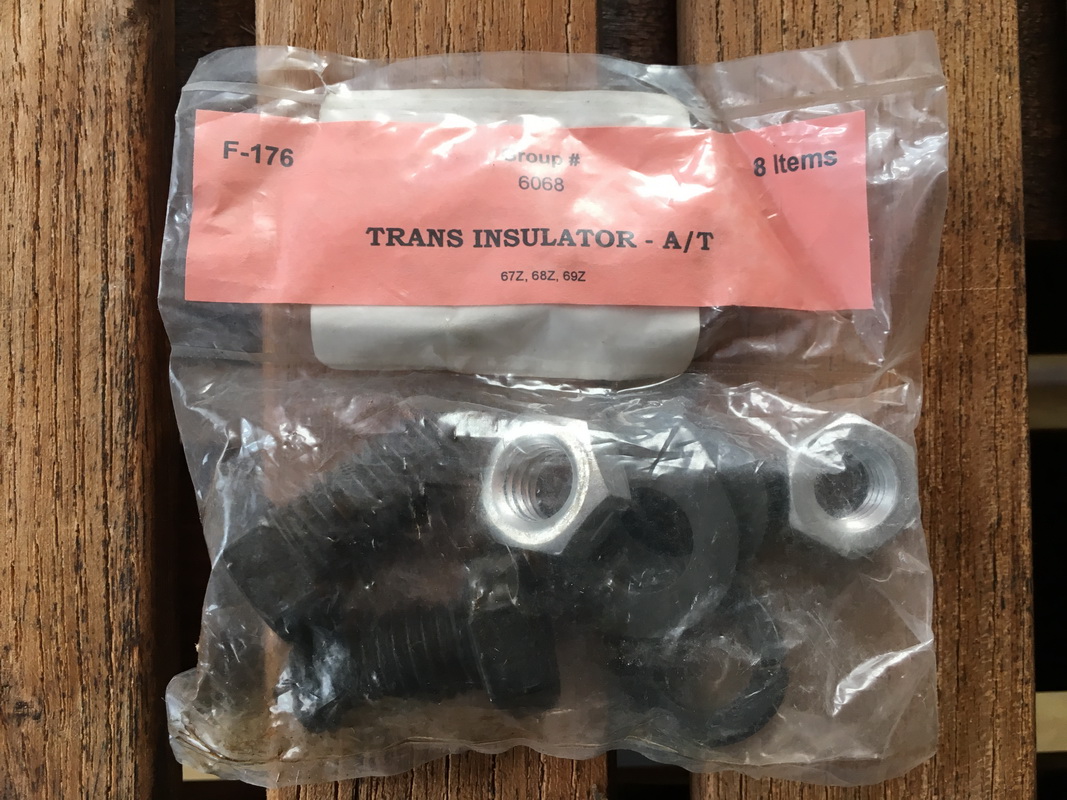 F-176
Group #
8 Items
6068
TRANS INSULATOR - A/T
67Z, 68Z, 69Z